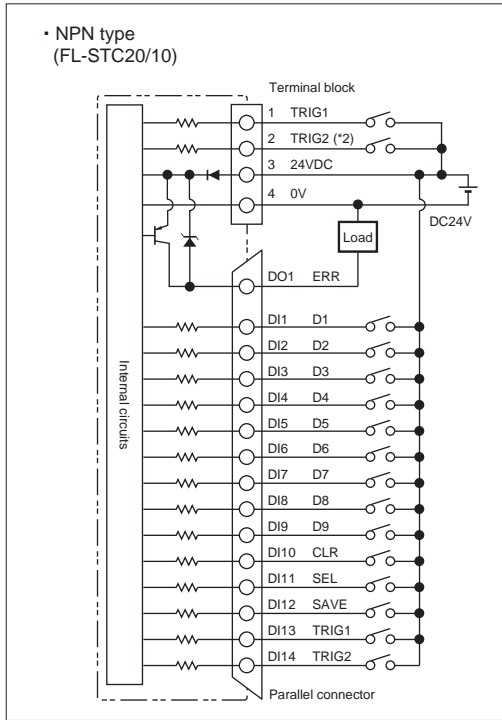 ・NPN type
(FL-STC20/10)
Terminal block
1 TRIG1
2 TRIG2 (*2)
3 24VDC
4 0V
DC24V
Load
DO1 ERR
DI1 D1
DI2 D2
DI3 D3
DI4 D4
DI5 D5
DI6 D6
DI7 D7
DI8 D8
DI9 D9
DI10 CLR
DI11 SEL
DI12 SAVE
DI13 TRIG1
DI14 TRIG2
Internal circuits
Parallel connector